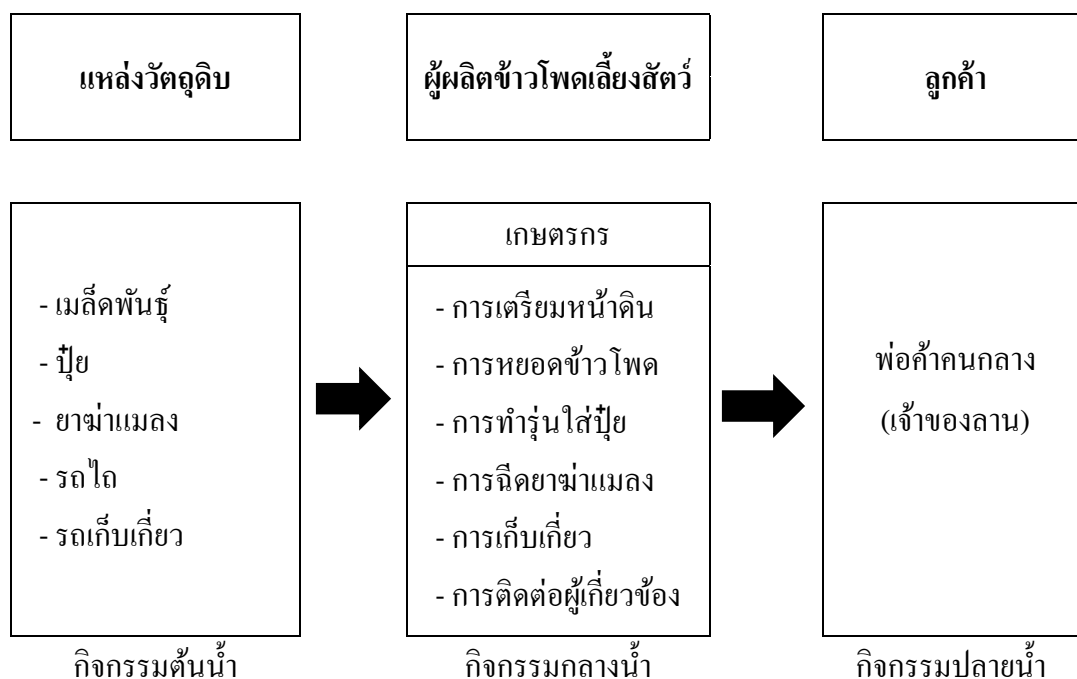 แหล่งวัตถุดิบ
ผู้ผลิตข้าวโพดเลี้ยงสัตว์
ลูกค้า
- เมล็ดพันธุ์
- ปุ๋ย
- ยาฆ่าแมลง
- รถไถ
- รถเก็บเกี่ยว
กิจกรรมต้นน้ำ
เกษตรกร
- การเตรียมหน้าดิน
- การหยอดข้าวโพด
- การทำรุ่นใส่ปุ๋ย
- การฉีดยาฆ่าแมลง
- การเก็บเกี่ยว
- การติดต่อผู้เกี่ยวข้อง
กิจกรรมกลางน้ำ
พ่อค้าคนกลาง
(เจ้าของลาน)
กิจกรรมปลายน้ำ